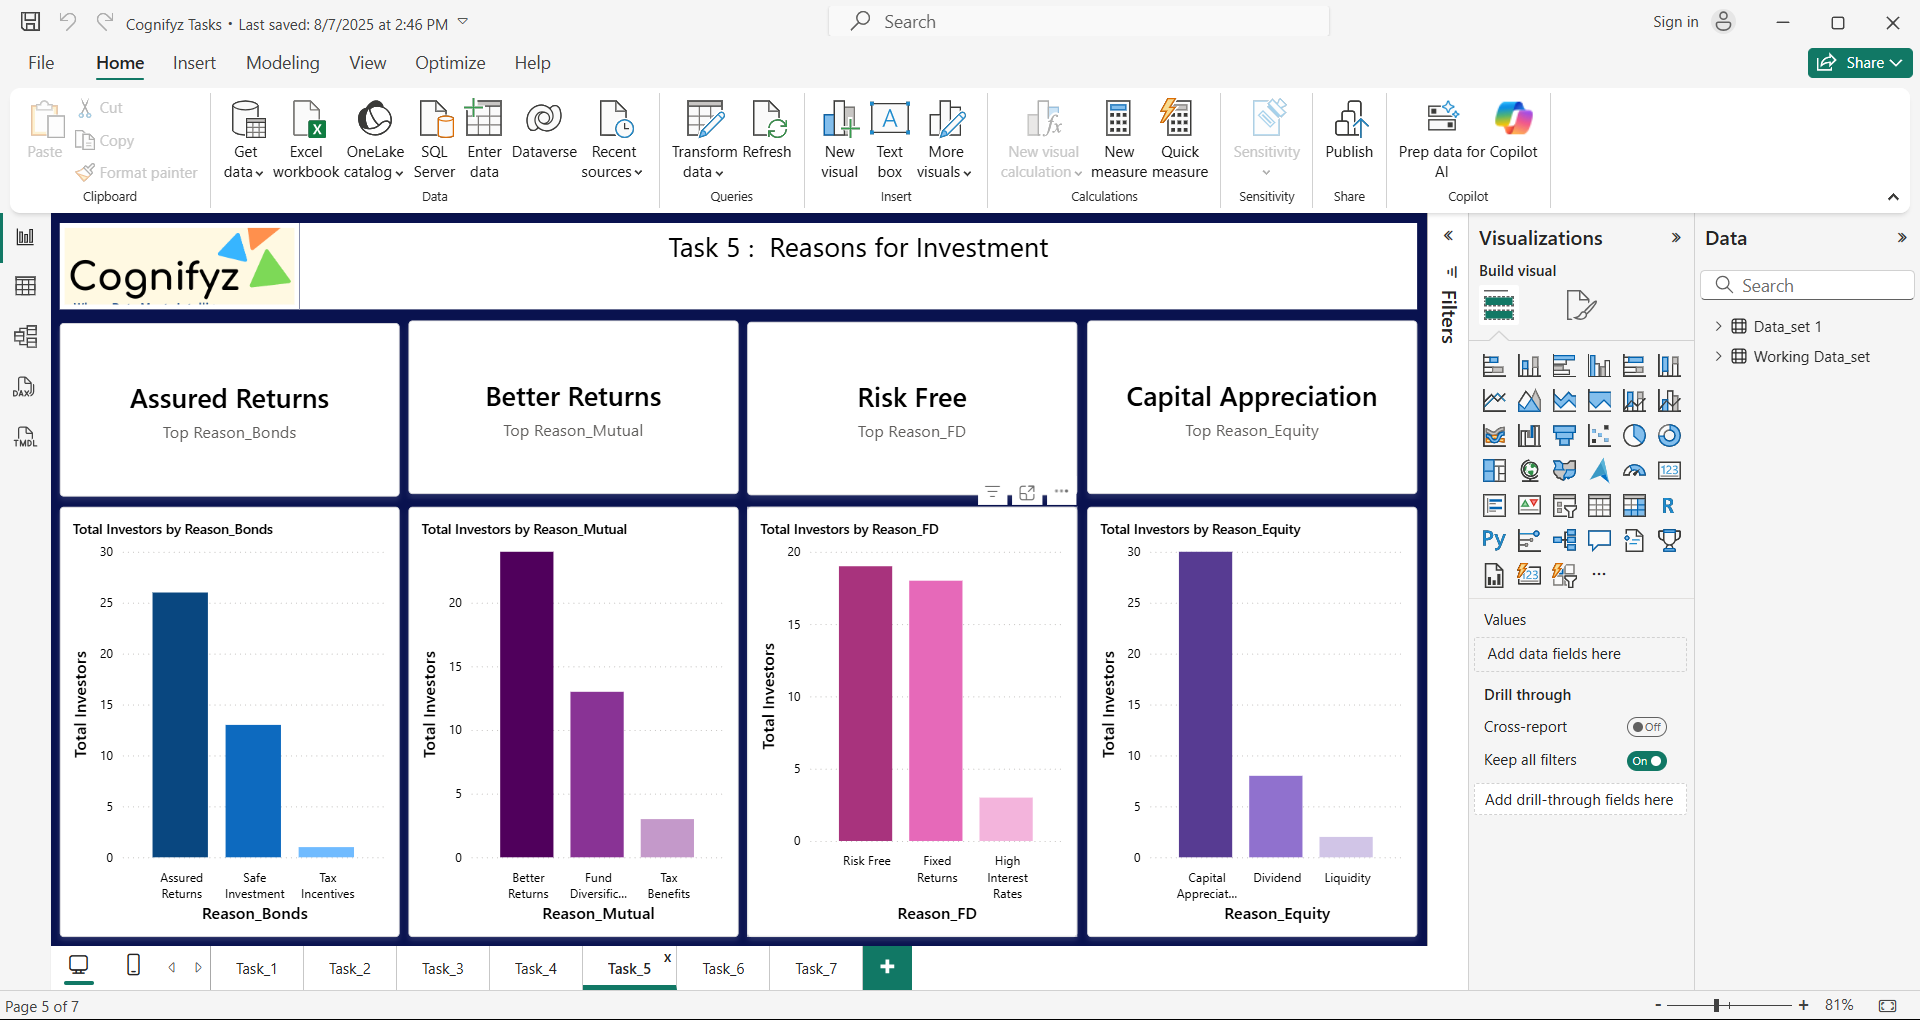 Cognifyz Tasks • Last saved: 8/7/2025 at 2:46 PM
Search
Sign in
File
Home
Insert
Modeling
View
Optimize
Help
Share
Paste
Cut
Copy
Format painter
Clipboard
Get data
Excel workbook
OneLake catalog
SQL Server
Enter data
Dataverse
Recent sources
Data
Transform data
Refresh
Queries
New visual
Text box
More visuals
Insert
New visual calculation
New measure
Quick measure
Calculations
Sensitivity
Sensitivity
Publish
Share
Prep data for AI
Copilot
Copilot
DAX
TMDL
Cognifyz
Task 5 :  Reasons for Investment
Assured Returns
Top Reason_Bonds
Better Returns
Top Reason_Mutual
Risk Free
Top Reason_FD
Capital Appreciation
Top Reason_Equity
Total Investors by Reason_Bonds
30
25
20
15
10
5
0
Total Investors
Assured Returns
Safe Investment
Tax Incentives
Reason_Bonds
Total Investors by Reason_Mutual
20
15
10
5
0
Total Investors
Better Returns
Fund Diversific...
Tax Benefits
Reason_Mutual
Total Investors by Reason_FD
20
15
10
5
0
Total Investors
Risk Free
Fixed Returns
High Interest Rates
Reason_FD
Total Investors by Reason_Equity
30
25
20
15
10
5
0
Total Investors
Capital Appreciat...
Dividend
Liquidity
Reason_Equity
Filters
Visualizations
Build visual
123
R
Py
123
Values
Add data fields here
Drill through
Cross-report
Off
Keep all filters
On
Add drill-through fields here
Data
Search
Data_set 1
Working Data_set
Task_1
Task_2
Task_3
Task_4
Task_5
x
Task_6
Task_7
+
Page 5 of 7
- + 81%